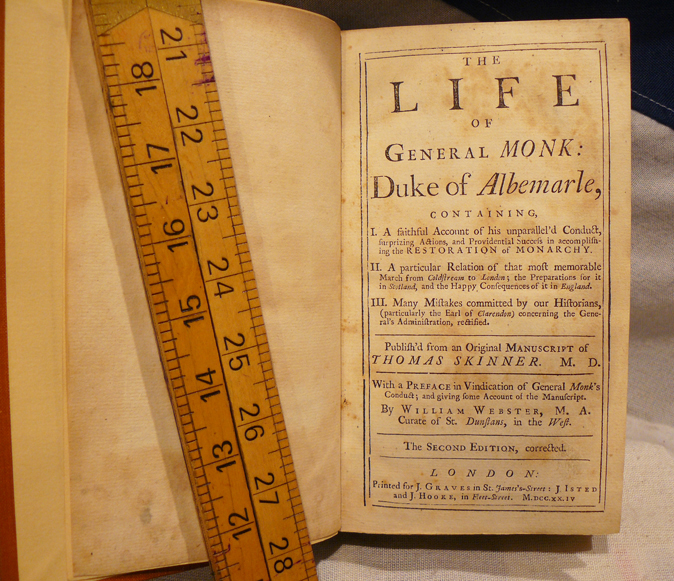 21
18
22
17
23
16
24
15
25
14
26
13
27
12
28
THE
LIFE
OF
GENERAL MONK:
Duke of Albemarle,
CONTAINING,
I. A faithful Account of his unparallel'd Conduct,
surprizing Actions, and Providential Success in accomplish-
ing the RESTORATION of MONARCHY.
II. A particular Relation of that most memorable
March from Coldstream to London; the Preparations for it
in Scotland, and the Happy Consequences of it in England.
III. Many Mistakes committed by our Historians,
(particularly the Earl of Clarendon) concerning the Gene-
ral's Administration, rectified.
Publish'd from an Original MANUSCRIPT of
THOMAS SKINNER. M. D.
With a PREFACE in Vindication of General Monk's
Conduct; and giving some Account of the Manuscript.
By WILLIAM WEBSTER, M. A.
Curate of St. Dunstans, in the West.
The SECOND EDITION, corrected.
LONDON:
Printed for J. GRAVES in St. James's-Street: J ISTED
and J. HOOKE, in Fleet-Street. M.DCC.XXIV